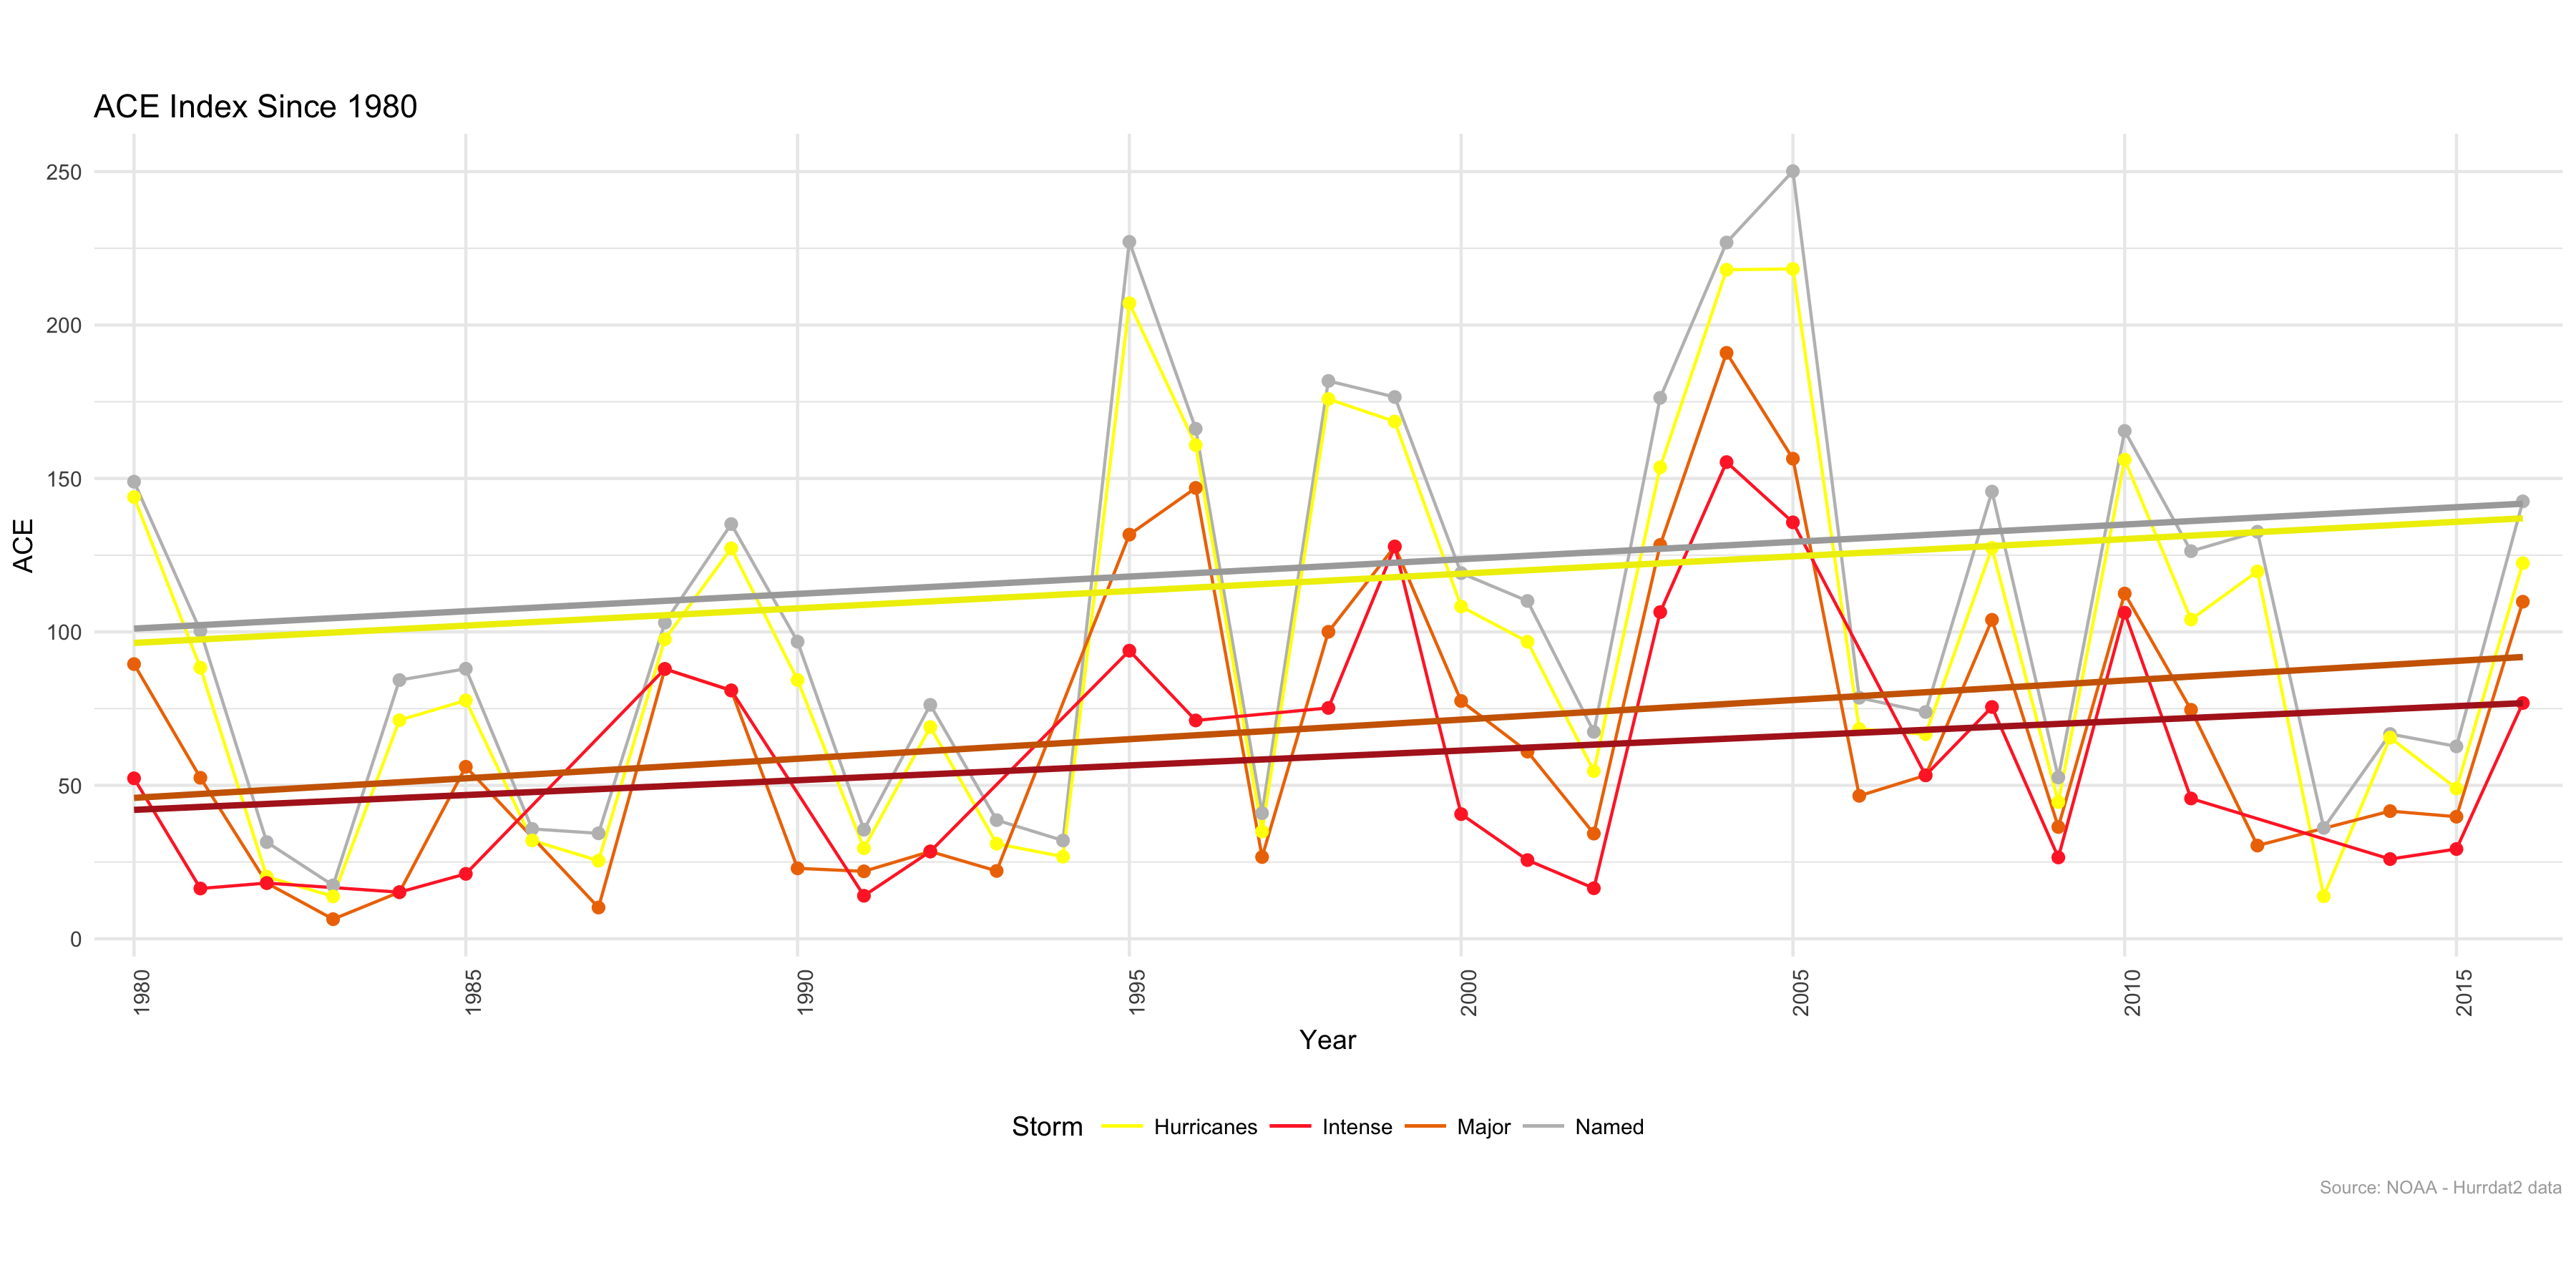 ACE Index Since 1980
250
200
150
100
50
0
ACE
1980
1985
1990
1995
2000
2005
2010
2015
Year
Storm Hurricanes Intense Major Named
Source: NOAA - Hurrdat2 data